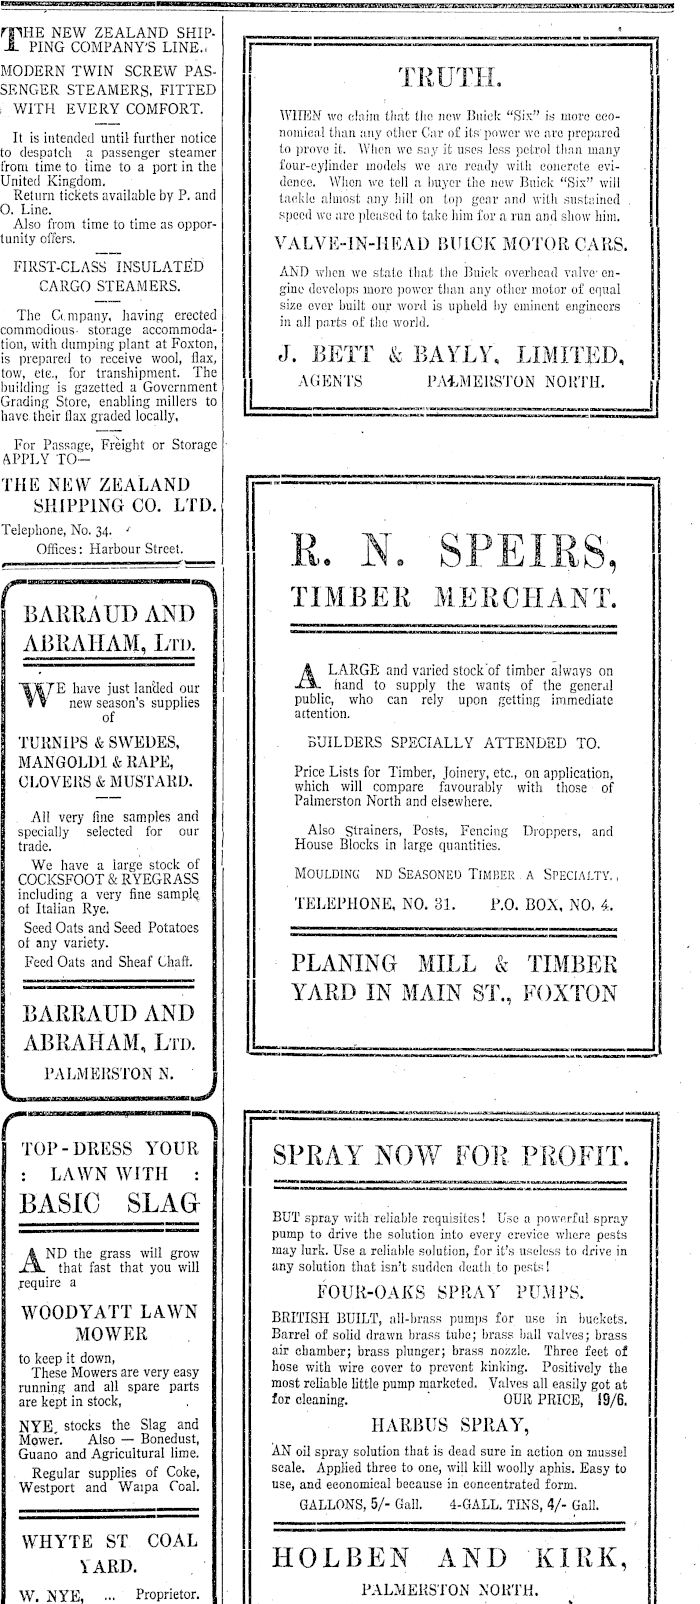 THE NEW ZEALAND SHIP-
PING COMPANY'S LINE.
MODERN TWIN SCREW PAS-
SENGER STEAMERS, FITTED
WITH EVERY COMFORT.
It is intended until further notice
to despatch a passenger steamer
from time to time to a port in the
United Kingdom.
Return tickets available by P. and
O. Line.
Also from time to time as oppor-
tunity offers.
FIRST-CLASS INSULATED
CARGO STEAMERS.
The Company, having erected
commodious storage accommoda-
tion, with dumping plant at Foxton,
is prepared to receive wool, flax,
tow, etc., for transhipment. The
building is gazetted a Government
Grading Store, enabling millers to
have their flax graded locally,
For Passage, Freight or Storage
APPLY TO—
THE NEW ZEALAND
SHIPPING CO. LTD.
Telephone, No. 34.
Offices: Harbour Street.
BARRAUD AND
ABRAHAM, LTD.
WE have just landed our
new season's supplies
of
TURNIPS & SWEDES,
MANGOLD1 & RAPE,
CLOVERS & MUSTARD.
All very fine samples and
specially selected for our
trade.
We have a large stock of
COCKSFOOT & RYEGRASS
including a very fine sample
of Italian Rye.
Seed Oats and Seed Potatoes
of any variety.
Feed Oats and Sheaf Chaff.
BARRAUD AND
ABRAHAM, LTD.
PALMERSTON N.
TOP-DRESS YOUR
: LAWN WITH :
BASIC SLAG
AND the grass will grow
that fast that you will
require a
WOODYATT LAWN
MOWER
to keep it down,
These Mowers are very easy
running and all spare parts
are kept in stock,
NYE stocks the Slag and
Mower. Also — Bonedust,
Guano and Agricultural lime.
Regular supplies of Coke,
Westport and Waipa Coal.
WHYTE ST COAL
YARD.
W. NYE, ... Proprietor.
TRUTH.
WHEN we claim that the new Buick "Six" is more eco-
nomical than any other Car of its power we are prepared
to prove it. When we say it uses less petrol than many
four-cylinder models we are ready with concrete evi-
dence. When we tell a buyer the new Buick "Six" will
tackle almost any hill on top gear and with sustained
speed we are pleased to take him for a run and show him.
VALVE-IN-HEAD BUICK MOTOR CARS.
AND when we state that the Buick overhead valve en-
gine develops more power than any other motor of equal
size ever built our word is upheld by eminent engineers
in all parts of the world.
J. BETT & BAYLY, LIMITED,
AGENTS PALMERSTON NORTH.
R. N. SPEIRS,
TIMBER MERCHANT.
A LARGE and varied stock of timber always on
hand to supply the wants of the general
public, who can rely upon getting immediate
attention.
BUILDERS SPECIALLY ATTENDED TO.
Price Lists for Timber, Joinery, etc., on application,
which will compare favourably with those of
Palmerston North and elsewhere.
Also Strainers, Posts, Fencing Droppers, and
House Blocks in large quantities.
MOULDING ND SEASONED TIMBER A SPECIALTY.
TELEPHONE, NO. 31. P.O. BOX, NO, 4.
PLANING MILL & TIMBER
YARD IN MAIN ST., FOXTON
SPRAY NOW FOR PROFIT.
BUT spray with reliable requisites! Use a powerful spray
pump to drive the solution into every crevice where pests
may lurk. Use a reliable solution, for it's useless to drive in
any solution that isn't sudden death to pests!
FOUR-OAKS SPRAY PUMPS.
BRITISH BUILT, all-brass pumps for use in buckets.
Barrel of solid drawn brass tube; brass ball valves; brass
air chamber; brass plunger; brass nozzle. Three feet of
hose with wire cover to prevent kinking. Positively the
most reliable little pump marketed. Valves all easily got at
for cleaning. OUR PRICE, 19/6.
HARBUS SPRAY,
AN oil spray solution that is dead sure in action on mussel
scale. Applied three to one, will kill woolly aphis. Easy to
use, and economical because in concentrated form.
GALLONS, 5/- Gall. 4-GALL. TINS, 4/- Gall.
HOLBEN AND KIRK,
PALMERSTON NORTH.